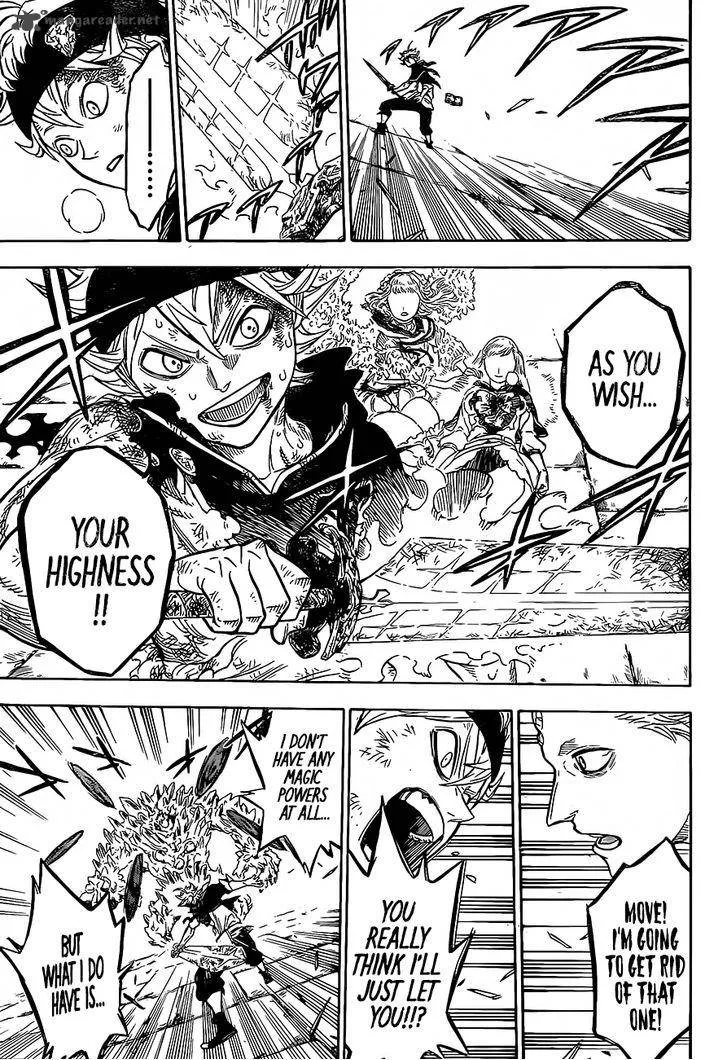 mangareader.net
.........
AS YOU
WISH...
YOUR
HIGHNESS
!!
MOVE!
I'M GOING
TO GET RID
OF THAT
ONE!
YOU
REALLY
THINK I'LL
JUST LET
YOU!!?
I DON'T
HAVE ANY
MAGIC
POWERS
AT ALL...
BUT
WHAT I DO
HAVE IS...